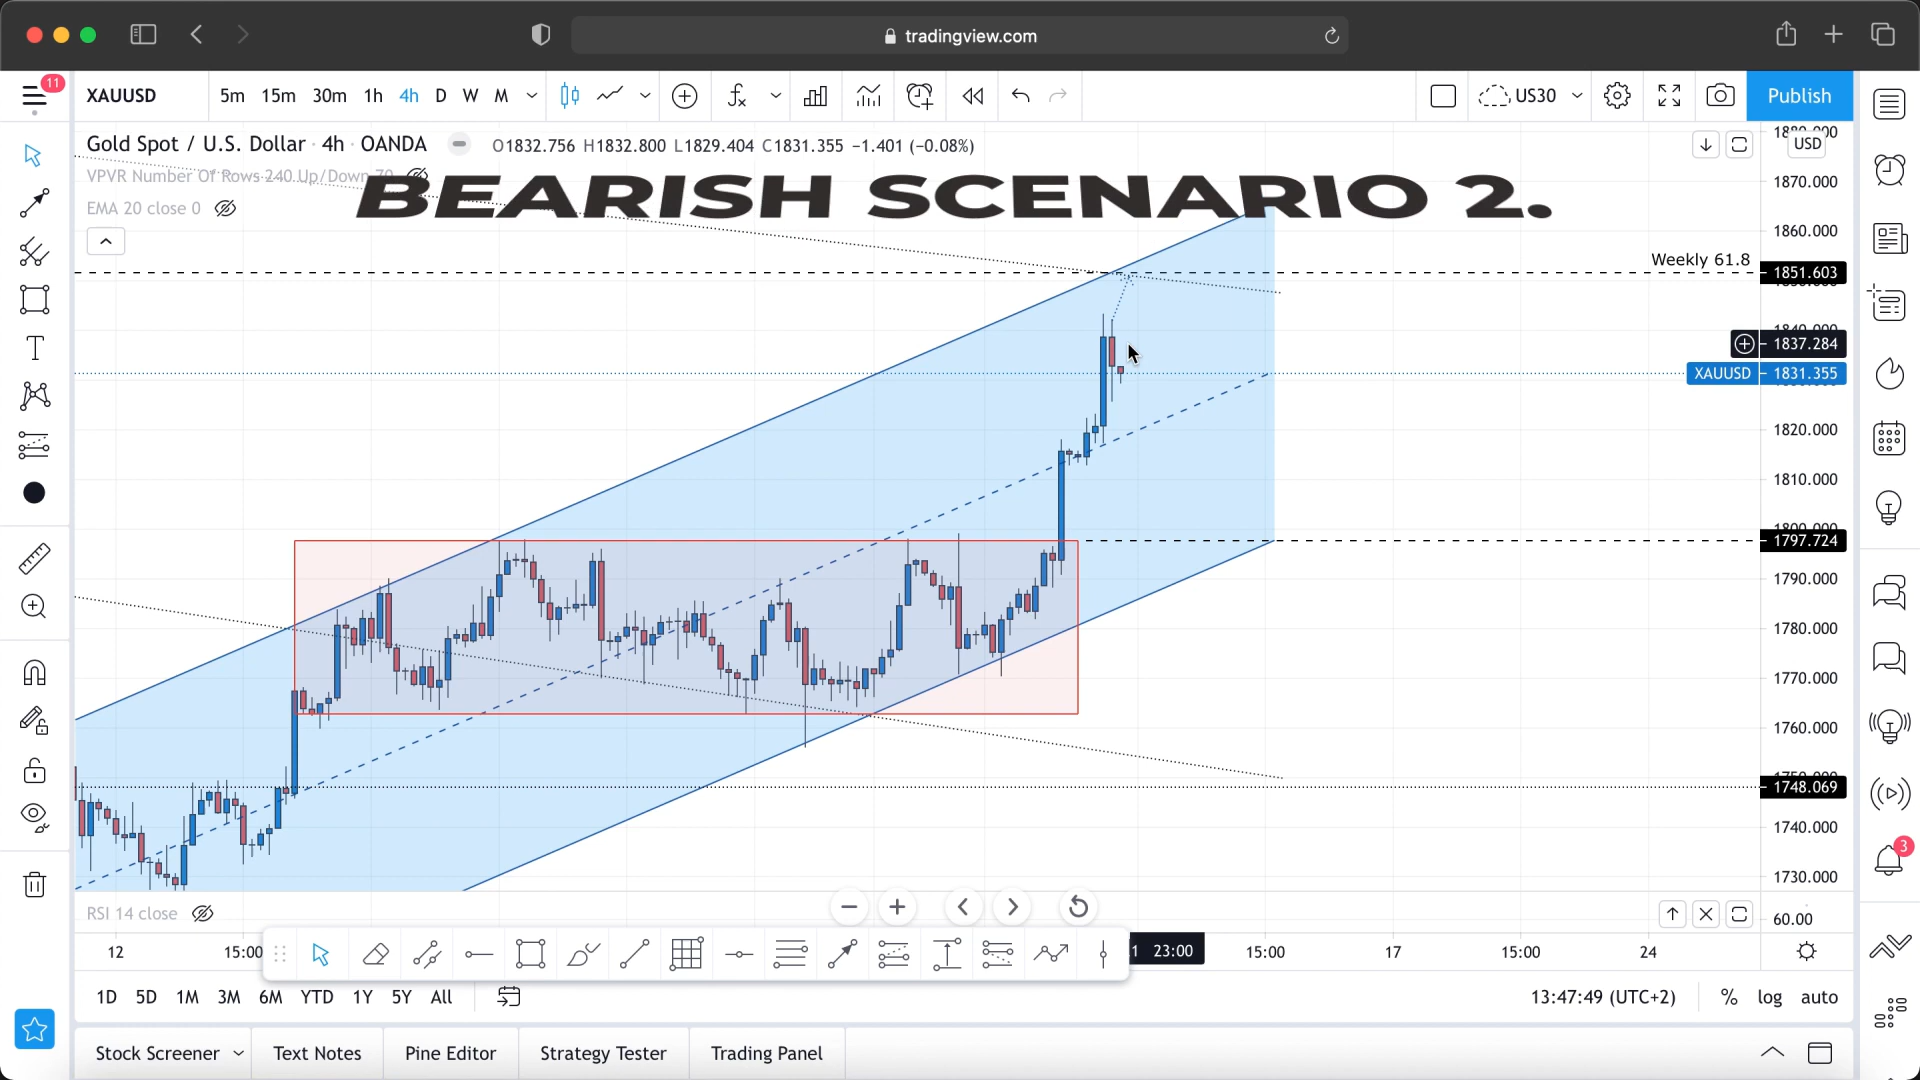 tradingview.com
11
XAUUSD
5m 15m 30m 1h 4h D W M
US30
Publish
Gold Spot / U.S. Dollar · 4h · OANDA
O1832.756 H1832.800 L1829.404 C1831.355 −1.401 (−0.08%)
USD
VPVR Number Of Rows 240 Up/Down 70
EMA 20 close 0
BEARISH SCENARIO 2.
1870.000
1860.000
Weekly 61.8
1851.603
1837.284
XAUUSD 1831.355
1820.000
1810.000
1797.724
1790.000
1780.000
1770.000
1760.000
1748.069
1740.000
1730.000
3
RSI 14 close
60.00
12 15:00
1 23:00
15:00 17 15:00 24
1D 5D 1M 3M 6M YTD 1Y 5Y All
13:47:49 (UTC+2)
% log auto
Stock Screener Text Notes Pine Editor Strategy Tester Trading Panel